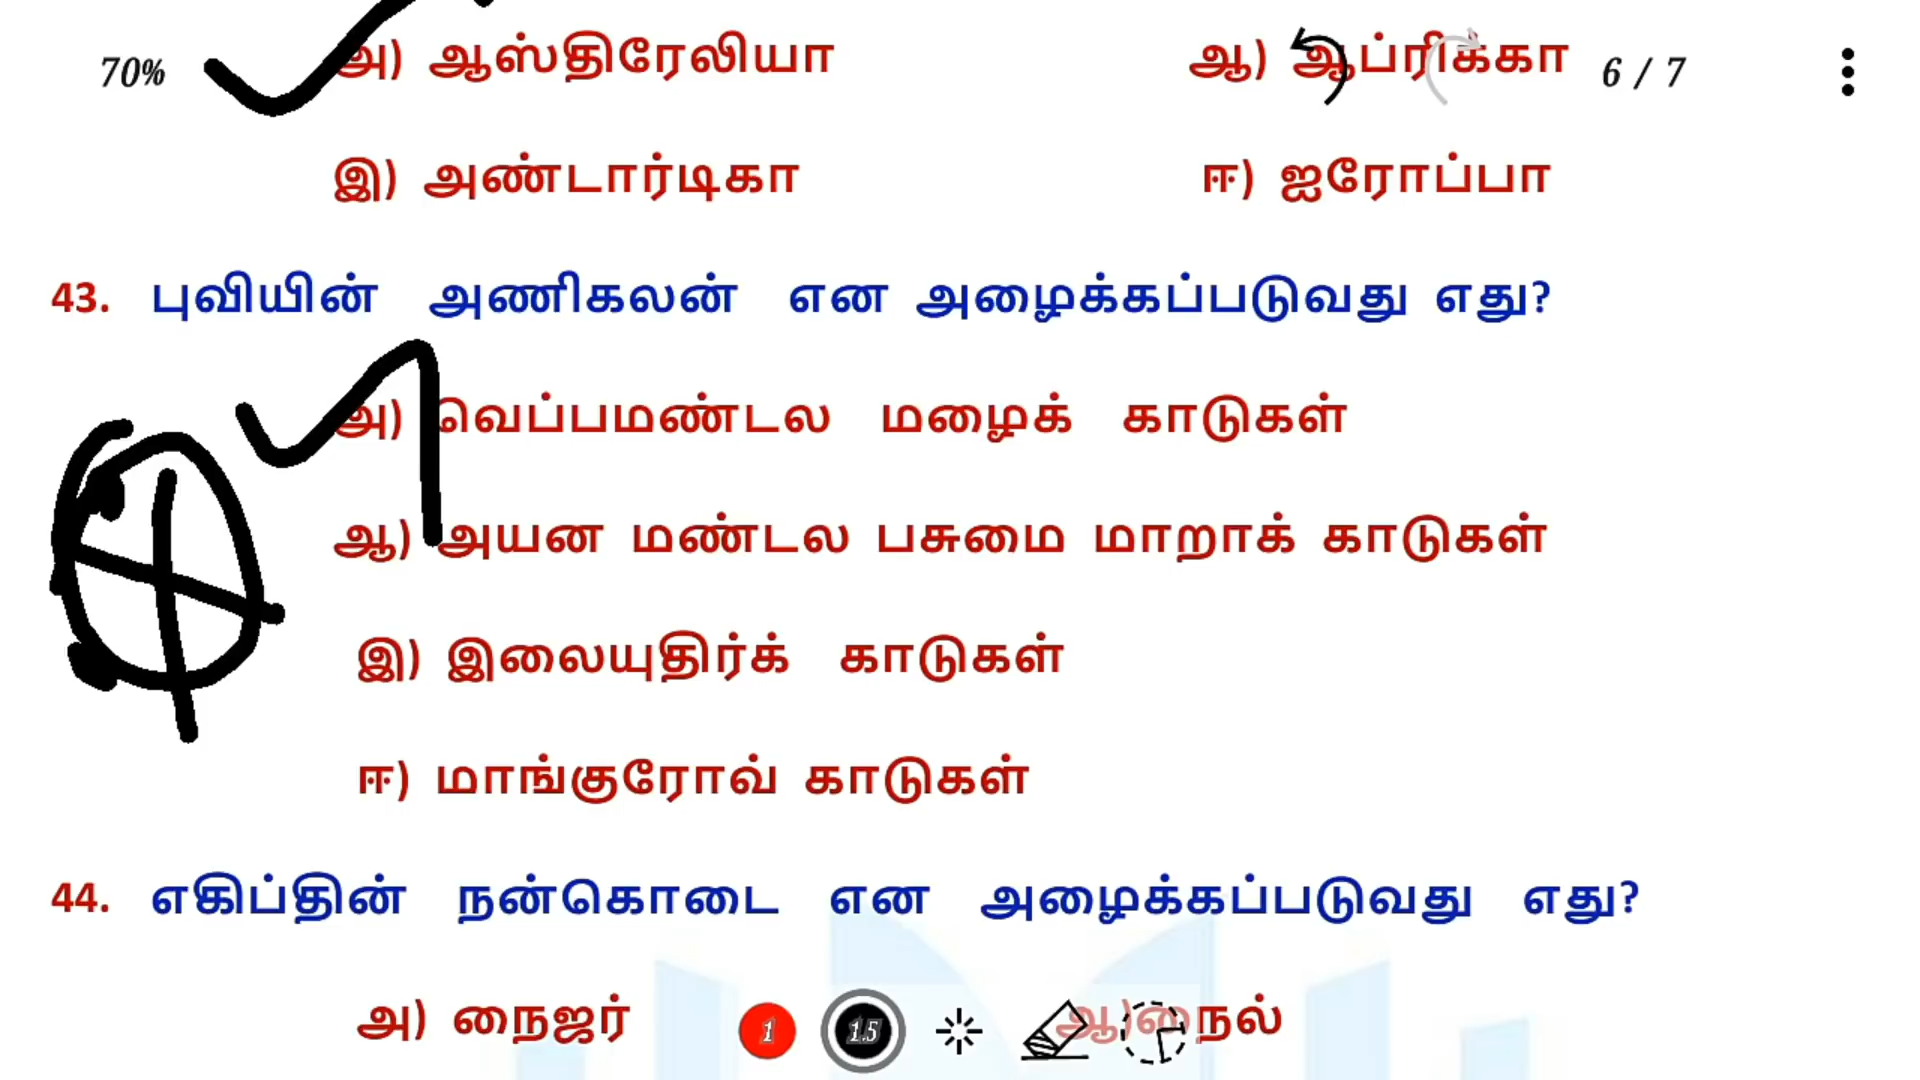 70%
அ) ஆஸ்திரேலியா ஆ) ஆப்ரிக்கா
6 / 7
இ) அண்டார்டிகா ஈ) ஐரோப்பா
43. புவியின் அணிகலன் என அழைக்கப்படுவது எது?
அ) வெப்பமண்டல மழைக் காடுகள்
ஆ) அயன மண்டல பசுமை மாறாக் காடுகள்
இ) இலையுதிர்க் காடுகள்
ஈ) மாங்குரோவ் காடுகள்
44. எகிப்தின் நன்கொடை என அழைக்கப்படுவது எது?
அ) நைஜர் ஆ)நைநல்
1 1.5